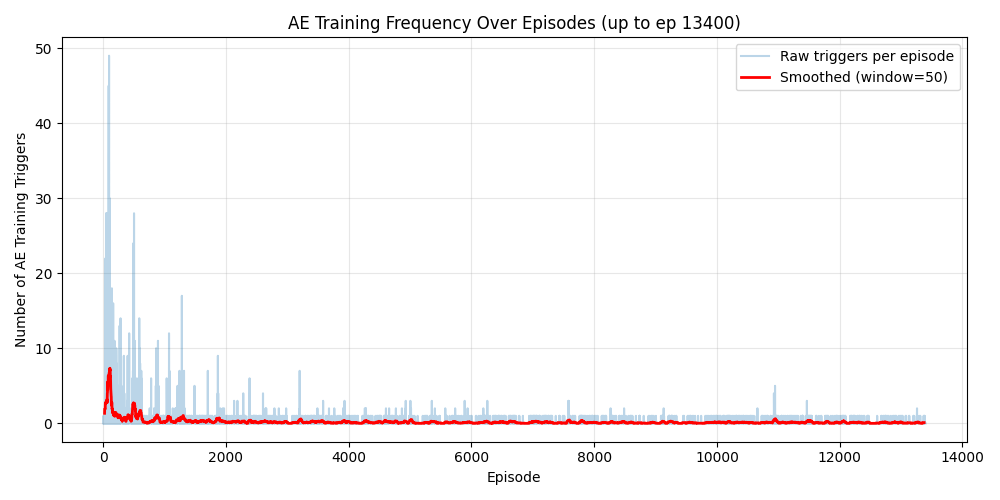 AE Training Frequency Over Episodes (up to ep 13400)
Raw triggers per episode
Smoothed (window=50)
Number of AE Training Triggers
50
40
30
20
10
0
0 2000 4000 6000 8000 10000 12000 14000
Episode